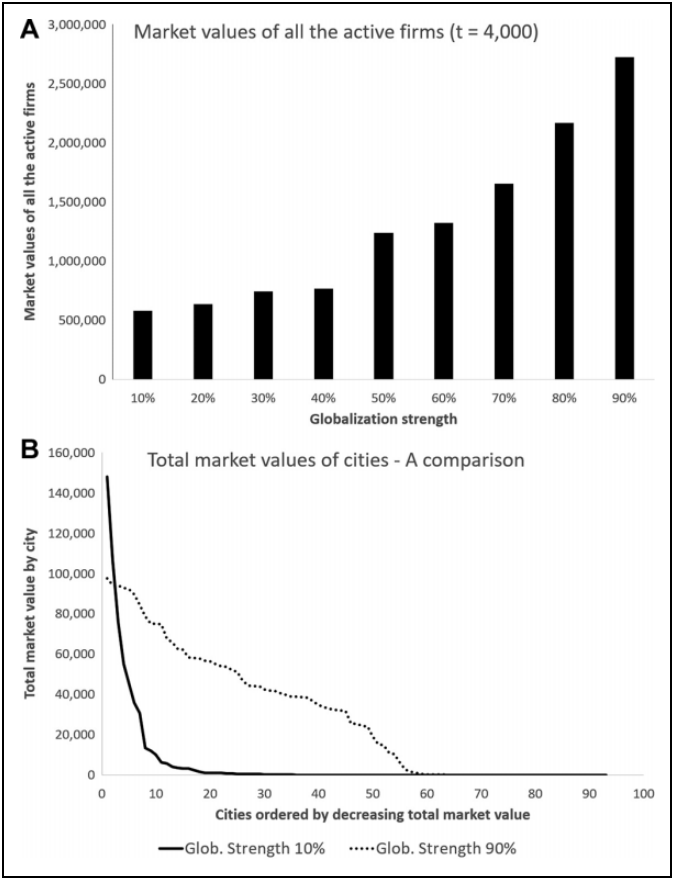 A
Market values of all the active firms (t = 4,000)
Market values of all the active firms
3,000,000
2,500,000
2,000,000
1,500,000
1,000,000
500,000
0
10% 20% 30% 40% 50% 60% 70% 80% 90%
Globalization strength
B
Total market values of cities - A comparison
Total market value by city
160,000
140,000
120,000
100,000
80,000
60,000
40,000
20,000
0
0 10 20 30 40 50 60 70 80 90 100
Cities ordered by decreasing total market value
Glob. Strength 10% Glob. Strength 90%